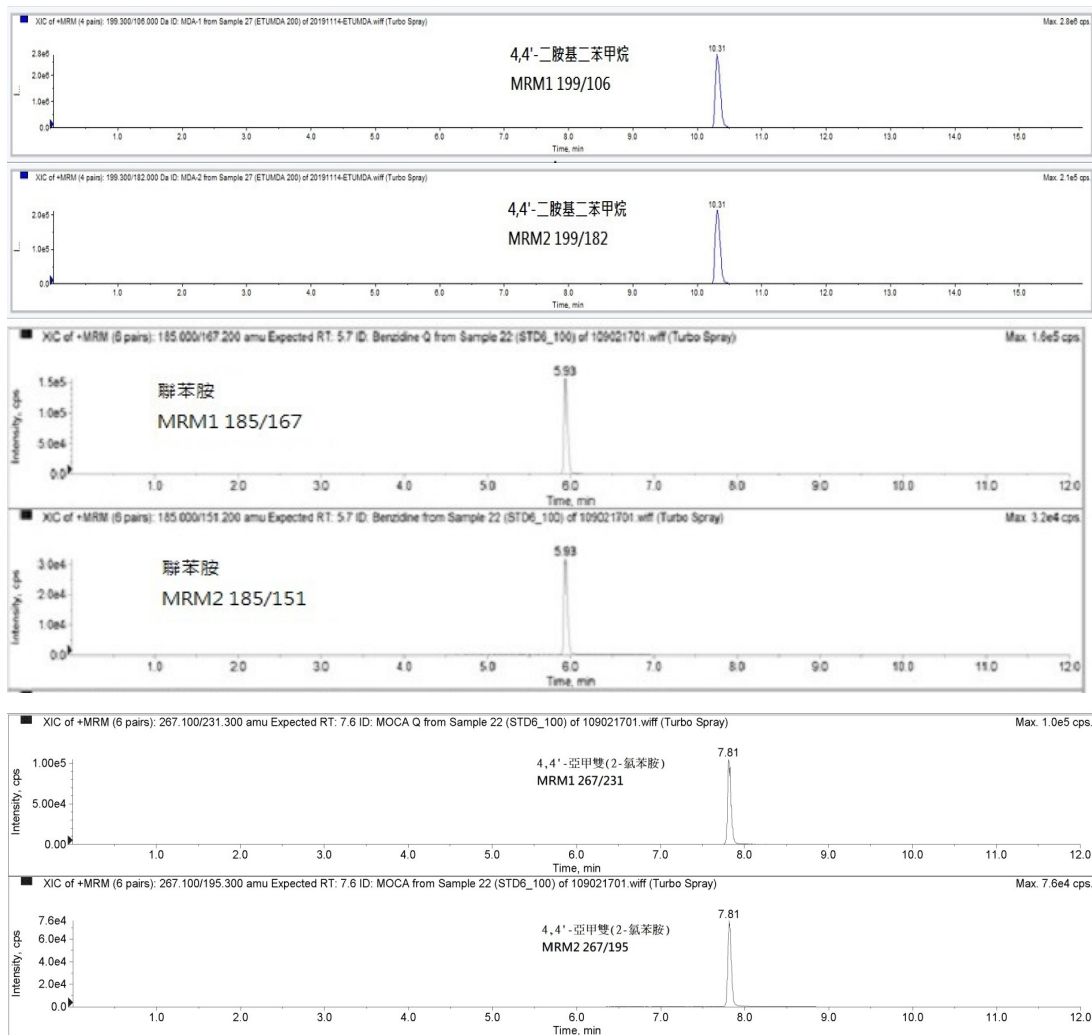 XIC of +MRM (4 pairs): 199.300/106.000 Da ID: MDA-1 from Sample 27 (ETUMDA 200) of 20191114-ETUMDA.wiff (Turbo Spray) Max. 2.8e6 cps.
4,4'-二胺基二苯甲烷
MRM1 199/106
10.31
2.8e6
2.0e6
1.0e6
0.0
I...
1.0 2.0 3.0 4.0 5.0 6.0 7.0 8.0 9.0 10.0 11.0 12.0 13.0 14.0 15.0
Time, min
XIC of +MRM (4 pairs): 199.300/182.000 Da ID: MDA-2 from Sample 27 (ETUMDA 200) of 20191114-ETUMDA.wiff (Turbo Spray) Max. 2.1e5 cps.
4,4'-二胺基二苯甲烷
MRM2 199/182
10.31
2.0e5
1.0e5
0.0
I...
1.0 2.0 3.0 4.0 5.0 6.0 7.0 8.0 9.0 10.0 11.0 12.0 13.0 14.0 15.0
Time, min
XIC of +MRM (6 pairs): 185.000/167.200 amu Expected RT: 5.7 ID: Benzidine Q from Sample 22 (STD6_100) of 109021701.wiff (Turbo Spray) Max. 1.6e5 cps.
5.93
聯苯胺
MRM1 185/167
Intensity, cps
1.5e5
1.0e5
5.0e4
0.0
1.0 2.0 3.0 4.0 5.0 6.0 7.0 8.0 9.0 10.0 11.0 12.0
Time, min
XIC of +MRM (6 pairs): 185.000/151.200 amu Expected RT: 5.7 ID: Benzidine from Sample 22 (STD6_100) of 109021701.wiff (Turbo Spray) Max. 3.2e4 cps.
5.93
聯苯胺
MRM2 185/151
Intensity, cps
3.0e4
2.0e4
1.0e4
0.0
1.0 2.0 3.0 4.0 5.0 6.0 7.0 8.0 9.0 10.0 11.0 12.0
Time, min
XIC of +MRM (6 pairs): 267.100/231.300 amu Expected RT: 7.6 ID: MOCA Q from Sample 22 (STD6_100) of 109021701.wiff (Turbo Spray) Max. 1.0e5 cps.
7.81
4,4'-亞甲雙(2-氯苯胺)
MRM1 267/231
Intensity, cps
1.00e5
5.00e4
0.00
1.0 2.0 3.0 4.0 5.0 6.0 7.0 8.0 9.0 10.0 11.0 12.0
Time, min
XIC of +MRM (6 pairs): 267.100/195.300 amu Expected RT: 7.6 ID: MOCA from Sample 22 (STD6_100) of 109021701.wiff (Turbo Spray) Max. 7.6e4 cps.
7.81
4,4'-亞甲雙(2-氯苯胺)
MRM2 267/195
Intensity, cps
7.6e4
6.0e4
4.0e4
2.0e4
0.0
1.0 2.0 3.0 4.0 5.0 6.0 7.0 8.0 9.0 10.0 11.0 12.0
Time, min